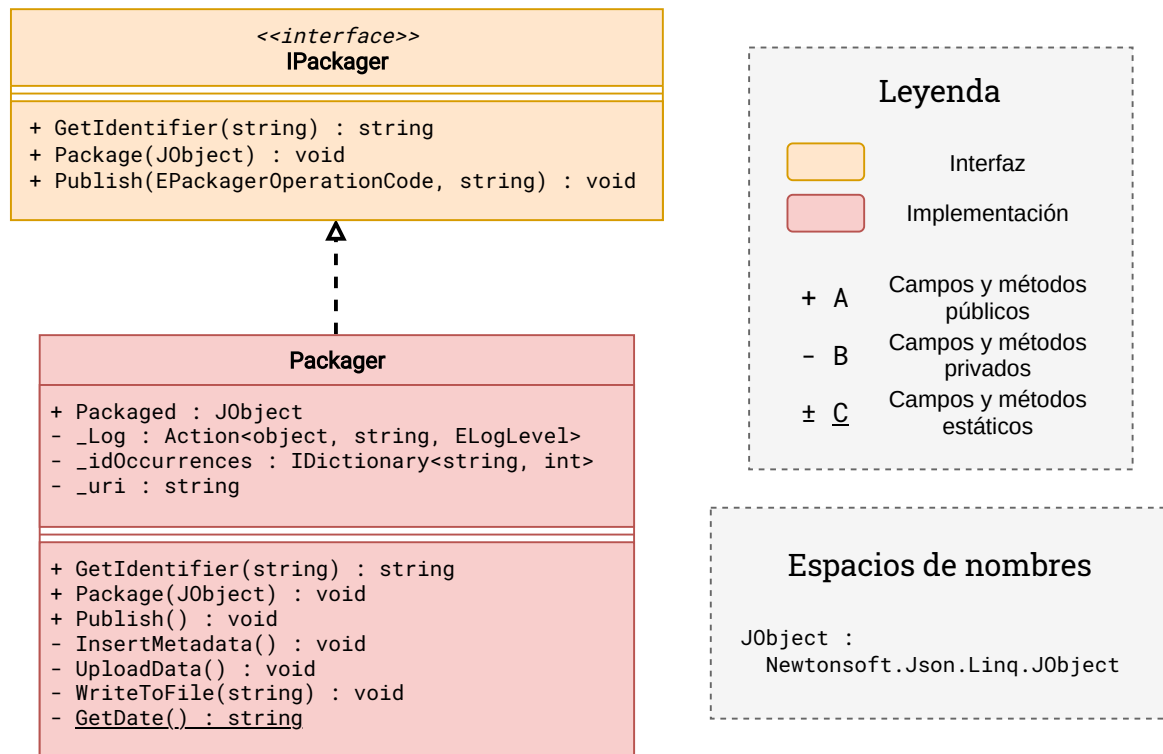 <<interface>>
IPackager
+ GetIdentifier(string) : string
+ Package(JObject) : void
+ Publish(EPackagerOperationCode, string) : void
Packager
+ Packaged : JObject
- _Log : Action<object, string, ELogLevel>
- _idOccurrences : IDictionary<string, int>
- _uri : string
+ GetIdentifier(string) : string
+ Package(JObject) : void
+ Publish() : void
- InsertMetadata() : void
- UploadData() : void
- WriteToFile(string) : void
- GetDate() : string
Leyenda
Interfaz
Implementación
+ A Campos y métodos
públicos
- B Campos y métodos
privados
± C Campos y métodos
estáticos
Espacios de nombres
JObject :
Newtonsoft.Json.Linq.JObject